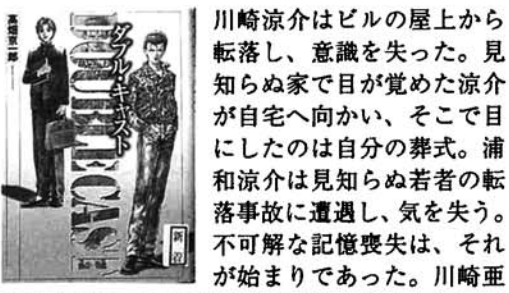 高畑京一郎
ダブル・キャスト
DOUBLE CAST
新刊
川崎涼介はビルの屋上から
転落し、意識を失った。見
知らぬ家で目が覚めた涼介
が自宅へ向かい、そこで目
にしたのは自分の葬式。浦
和涼介は見知らぬ若者の転
落事故に遭遇し、気を失う。
不可解な記憶喪失は、それ
が始まりであった。川崎亜